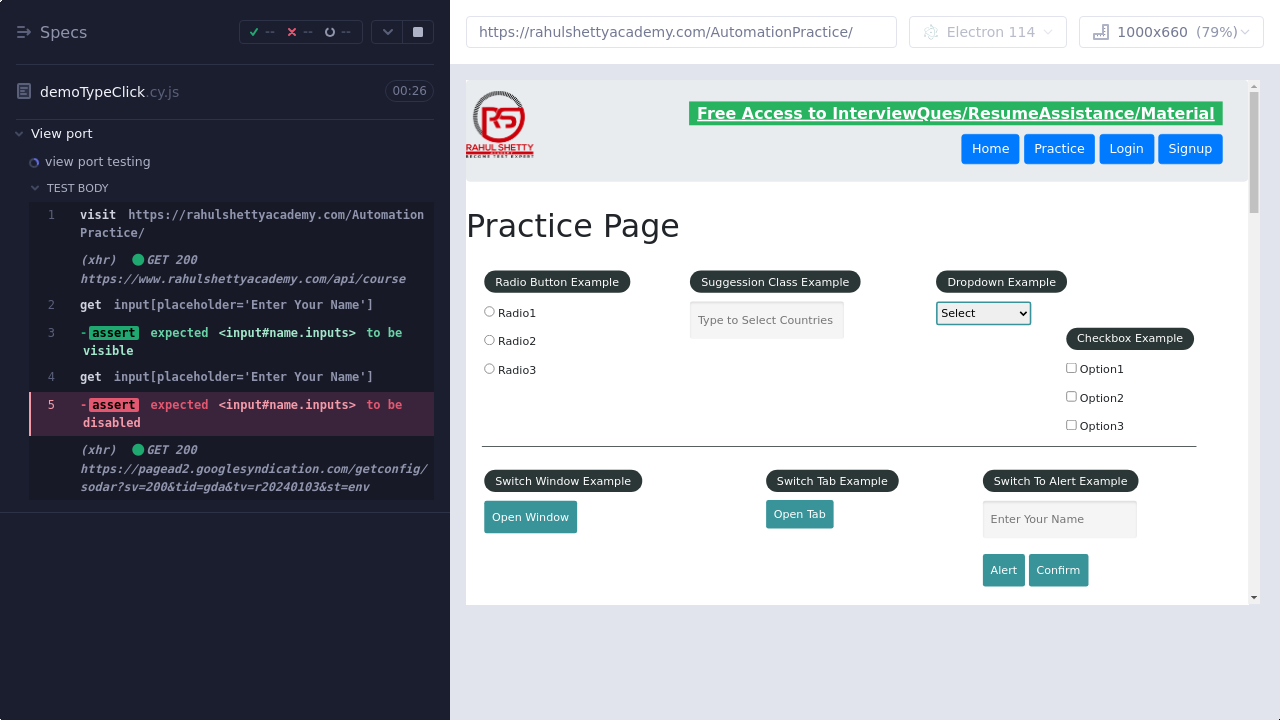 Specs
--
--
--
demoTypeClick.cy.js
00:26
View port
view port testing
TEST BODY
1 visit https://rahulshettyacademy.com/Automation
Practice/
(xhr) GET 200
https://www.rahulshettyacademy.com/api/course
2 get input[placeholder='Enter Your Name']
3 -assert expected <input#name.inputs> to be
visible
4 get input[placeholder='Enter Your Name']
5 -assert expected <input#name.inputs> to be
disabled
(xhr) GET 200
https://pagead2.googlesyndication.com/getconfig/
sodar?sv=200&tid=gda&tv=r20240103&st=env
https://rahulshettyacademy.com/AutomationPractice/
Electron 114
1000x660 (79%)
RS
RAHUL SHETTY
ACADEMY
BECOME TEST EXPERT
Free Access to InterviewQues/ResumeAssistance/Material
Home
Practice
Login
Signup
Practice Page
Radio Button Example
Radio1
Radio2
Radio3
Suggession Class Example
Type to Select Countries
Dropdown Example
Select
Checkbox Example
Option1
Option2
Option3
Switch Window Example
Open Window
Switch Tab Example
Open Tab
Switch To Alert Example
Enter Your Name
Alert
Confirm